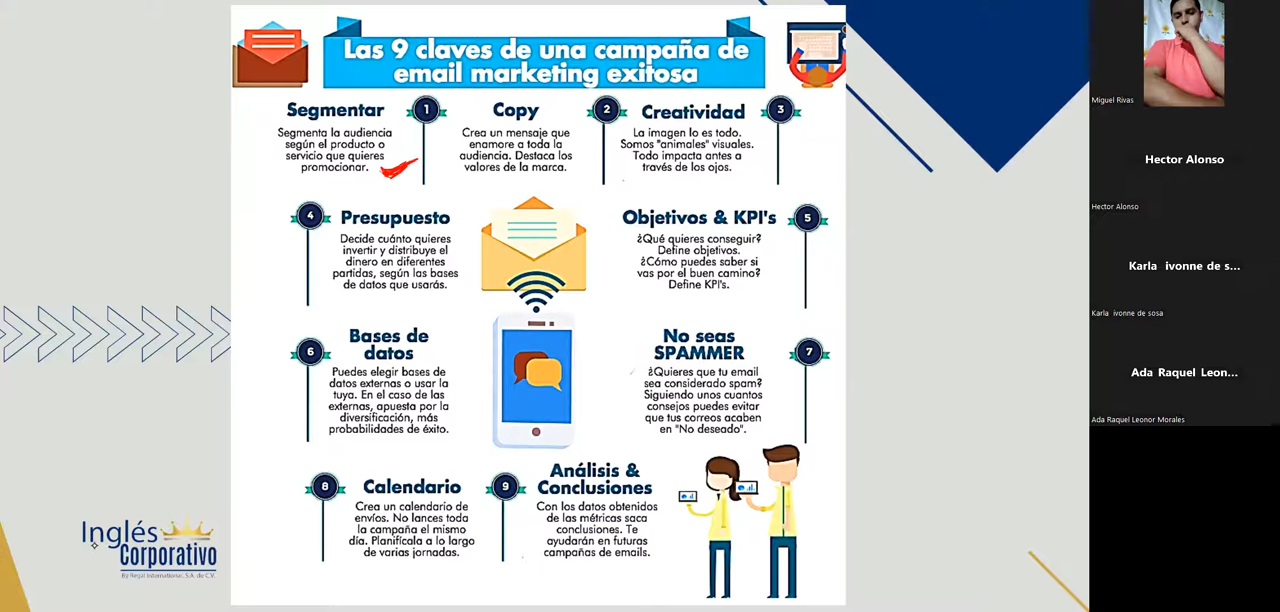 Las 9 claves de una campaña de
email marketing exitosa
Segmentar
1
Segmenta la audiencia
según el producto o
servicio que quieres
promocionar.
Copy
2
Crea un mensaje que
enamore a toda la
audiencia. Destaca los
valores de la marca.
Creatividad
3
La imagen lo es todo.
Somos "animales" visuales.
Todo impacta antes a
través de los ojos.
4
Presupuesto
Decide cuánto quieres
invertir y distribuye el
dinero en diferentes
partidas, según las bases
de datos que usarás.
Objetivos & KPI's
5
¿Qué quieres conseguir?
Define objetivos.
¿Cómo puedes saber si
vas por el buen camino?
Define KPI's.
6
Bases de
datos
Puedes elegir bases de
datos externas o usar la
tuya. En el caso de las
externas, apuesta por la
diversificación, más
probabilidades de éxito.
No seas
SPAMMER
7
¿Quieres que tu email
sea considerado spam?
Siguiendo unos cuantos
consejos puedes evitar
que tus correos acaben
en "No deseado".
8
Calendario
Crea un calendario de
envíos. No lances toda
la campaña el mismo
día. Planifícala a lo largo
de varias jornadas.
9
Análisis &
Conclusiones
Con los datos obtenidos
de las métricas saca
conclusiones. Te
ayudarán en futuras
campañas de emails.
Inglés
Corporativo
By Regal International, S.A. de C.V.
Miguel Rivas
Hector Alonso
Hector Alonso
Karla ivonne de s...
Karla ivonne de sosa
Ada Raquel Leon...
Ada Raquel Leonor Morales